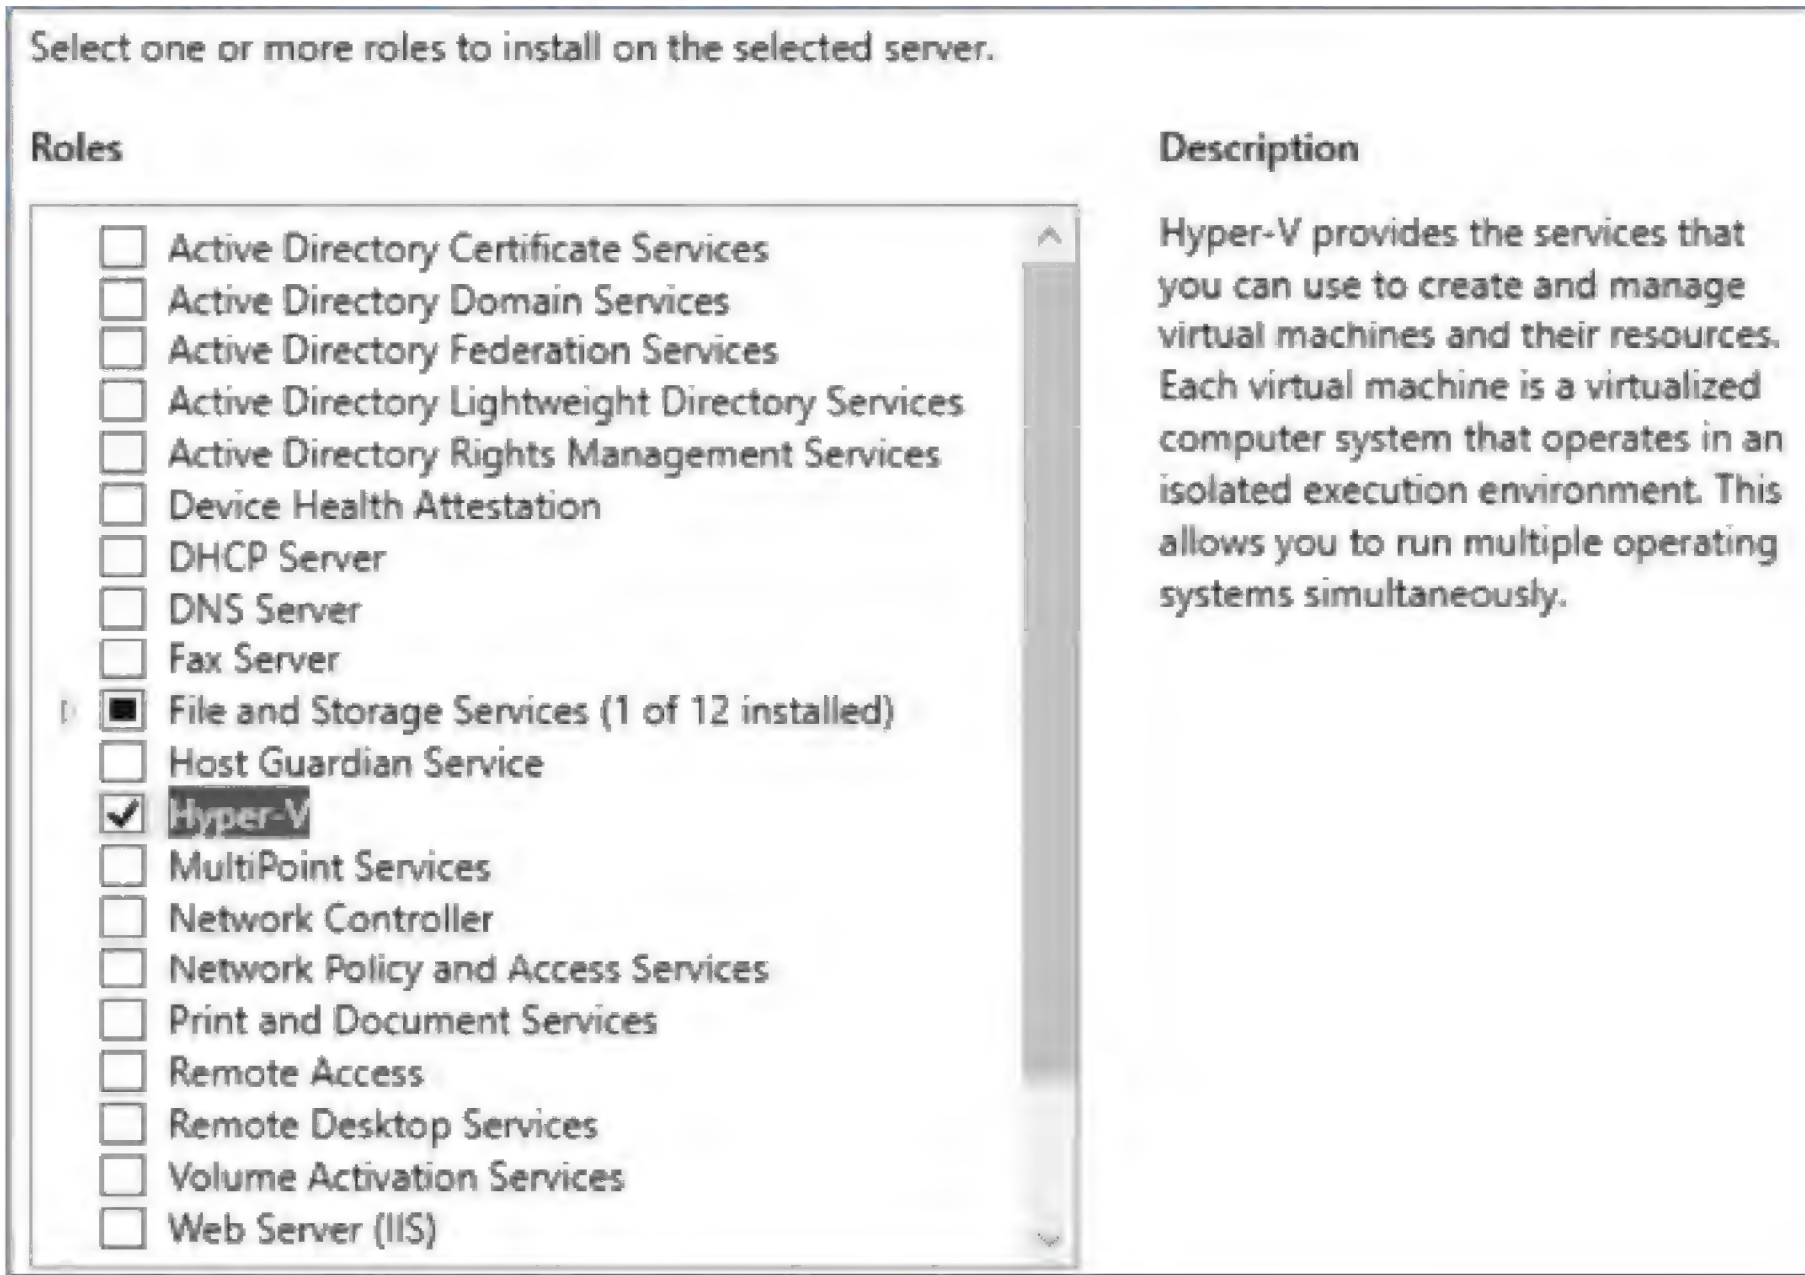 Select one or more roles to install on the selected server.
Roles
Active Directory Certificate Services
Active Directory Domain Services
Active Directory Federation Services
Active Directory Lightweight Directory Services
Active Directory Rights Management Services
Device Health Attestation
DHCP Server
DNS Server
Fax Server
File and Storage Services (1 of 12 installed)
Host Guardian Service
Hyper-V
MultiPoint Services
Network Controller
Network Policy and Access Services
Print and Document Services
Remote Access
Remote Desktop Services
Volume Activation Services
Web Server (IIS)
Description
Hyper-V provides the services that
you can use to create and manage
virtual machines and their resources.
Each virtual machine is a virtualized
computer system that operates in an
isolated execution environment. This
allows you to run multiple operating
systems simultaneously.